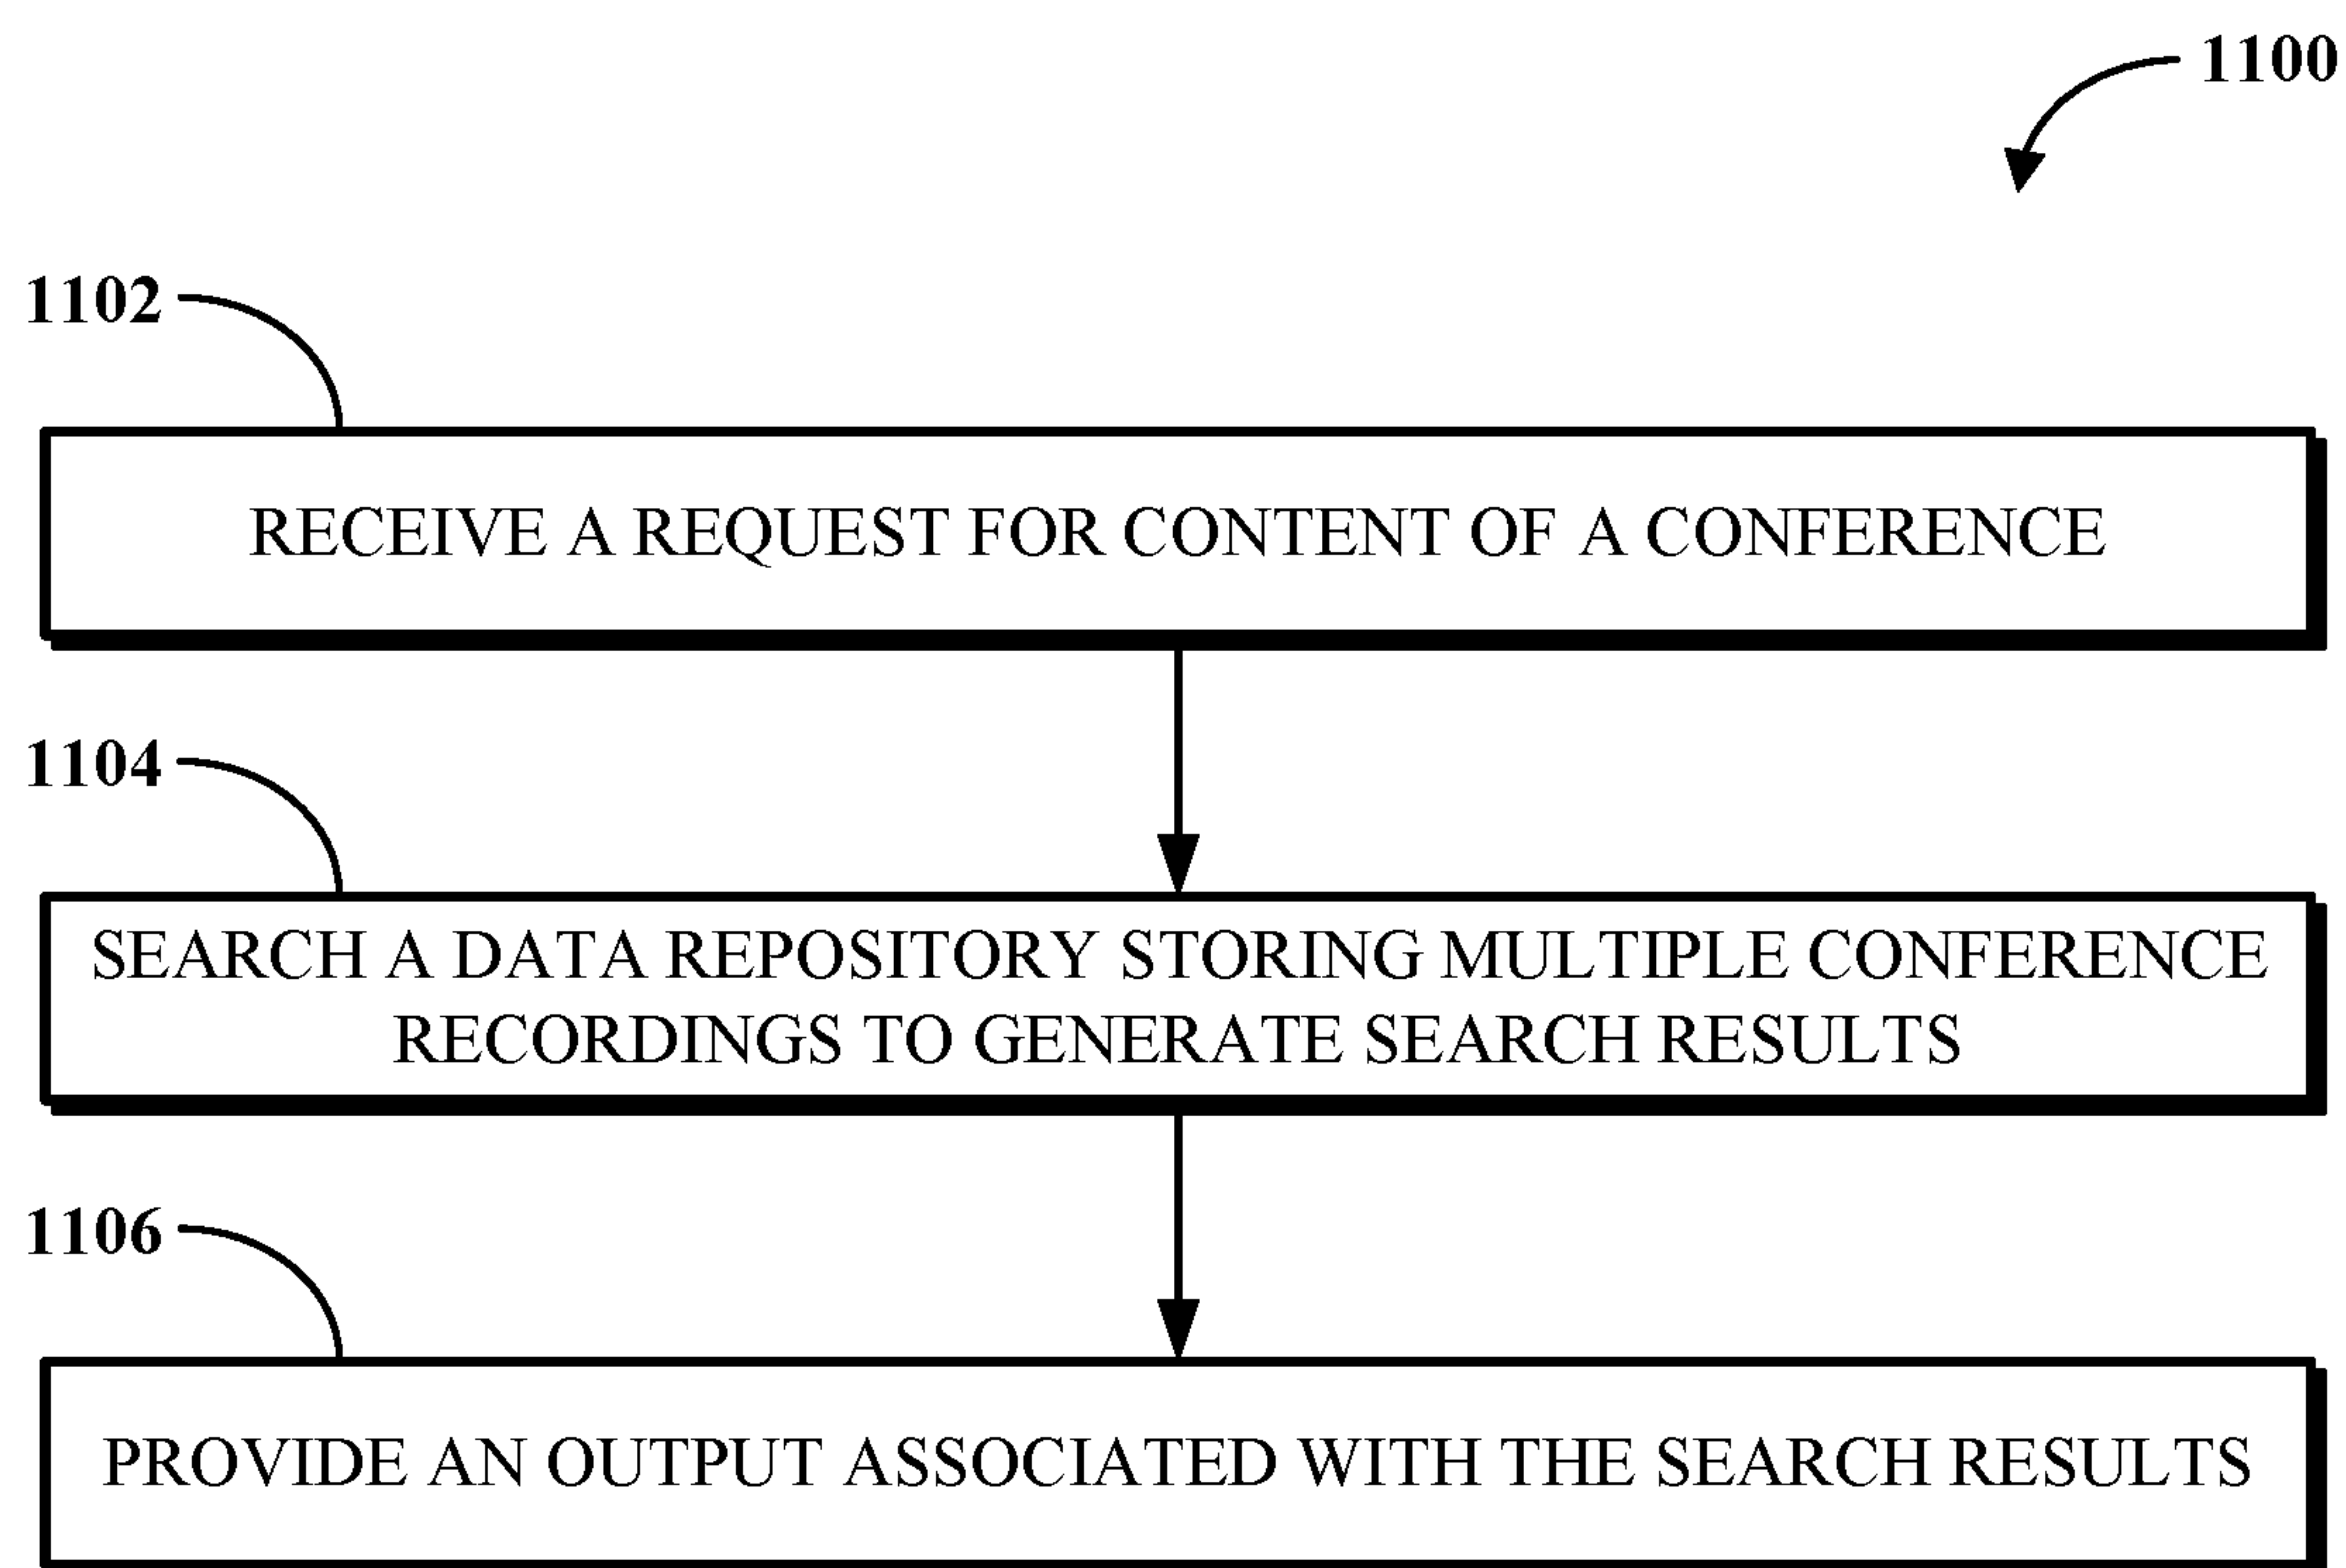 1100
1102
RECEIVE A REQUEST FOR CONTENT OF A CONFERENCE
1104
SEARCH A DATA REPOSITORY STORING MULTIPLE CONFERENCE
RECORDINGS TO GENERATE SEARCH RESULTS
1106
PROVIDE AN OUTPUT ASSOCIATED WITH THE SEARCH RESULTS